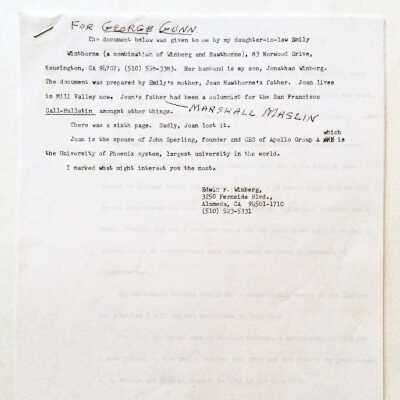 FOR GEORGE GUNN
The document below was given to me by my daughter-in-law Emily
Winthorne (a combination of Winberg and Hawthorne), 83 Norwood Drive,
Kensington, CA 94707, (510) 558-3383. Her husband is my son, Jonathan Winberg.
The document was prepared by Emily's mother, Joan Hawthorne's father. Joan lives
in Mill Valley now. Joan's father had been a columnist for the San Francisco
Call-Bulletin amongst other things.
MARSHALL MASLIN
There was a sixth page. Sadly, Joan lost it.
which
Joan is the spouse of John Sperling, founder and CEO of Apollo Group & is
the University of Phoenix system, largest university in the world.
I marked what might interest you the most.
Edwin F. Winberg,
3250 Fernside Blvd.,
Alameda, CA 94501-1710
(510) 523-5331